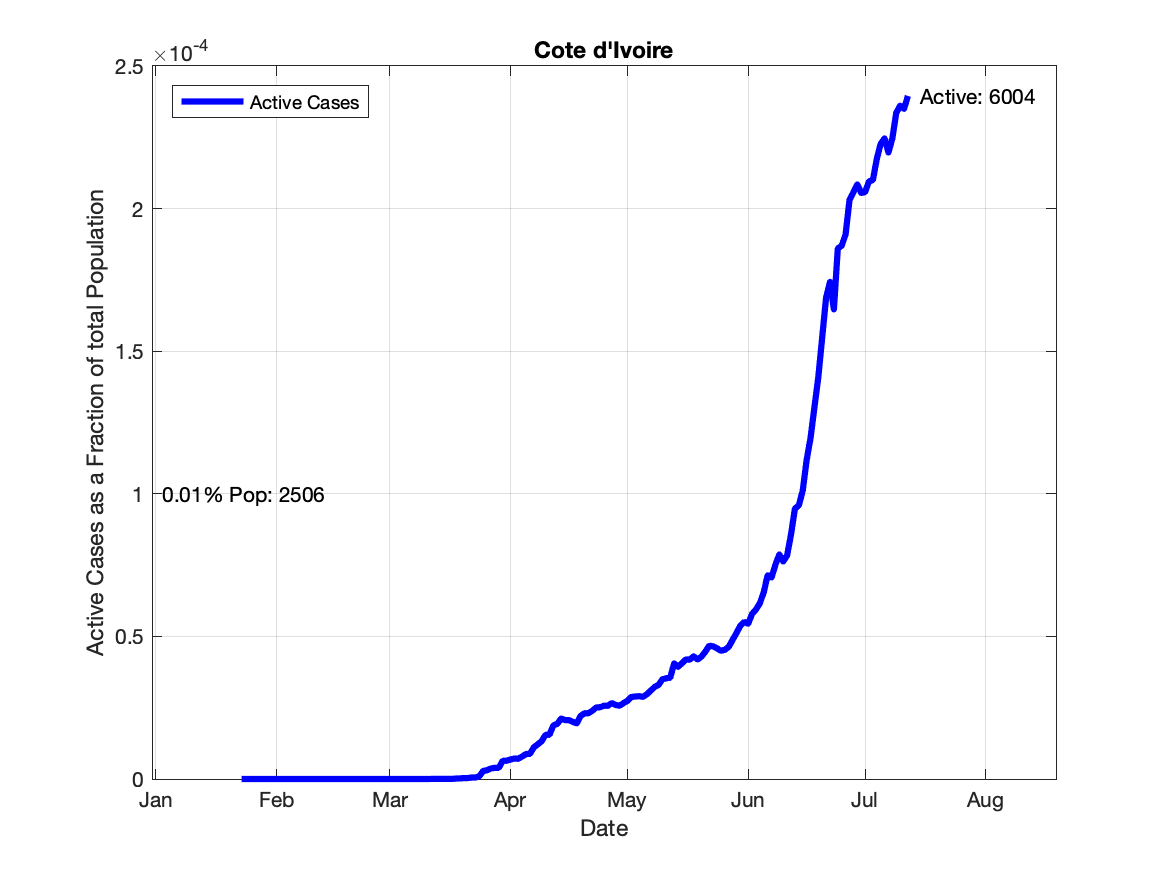 Cote d'Ivoire
×10-4
2.5
Active Cases
Active: 6004
2
1.5
1
0.01% Pop: 2506
0.5
0
Active Cases as a Fraction of total Population
Jan Feb Mar Apr May Jun Jul Aug
Date